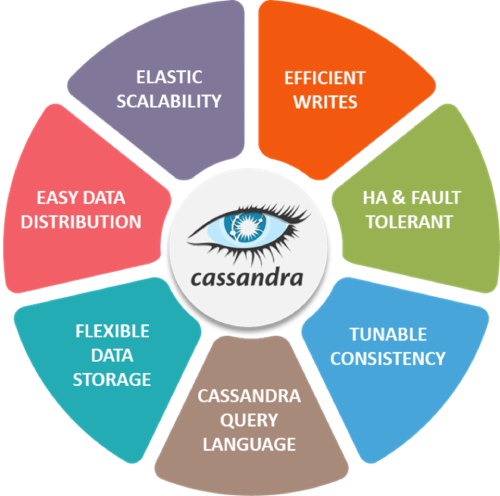 ELASTIC
SCALABILITY
EFFICIENT
WRITES
HA & FAULT
TOLERANT
TUNABLE
CONSISTENCY
CASSANDRA
QUERY
LANGUAGE
FLEXIBLE
DATA
STORAGE
EASY DATA
DISTRIBUTION
cassandra